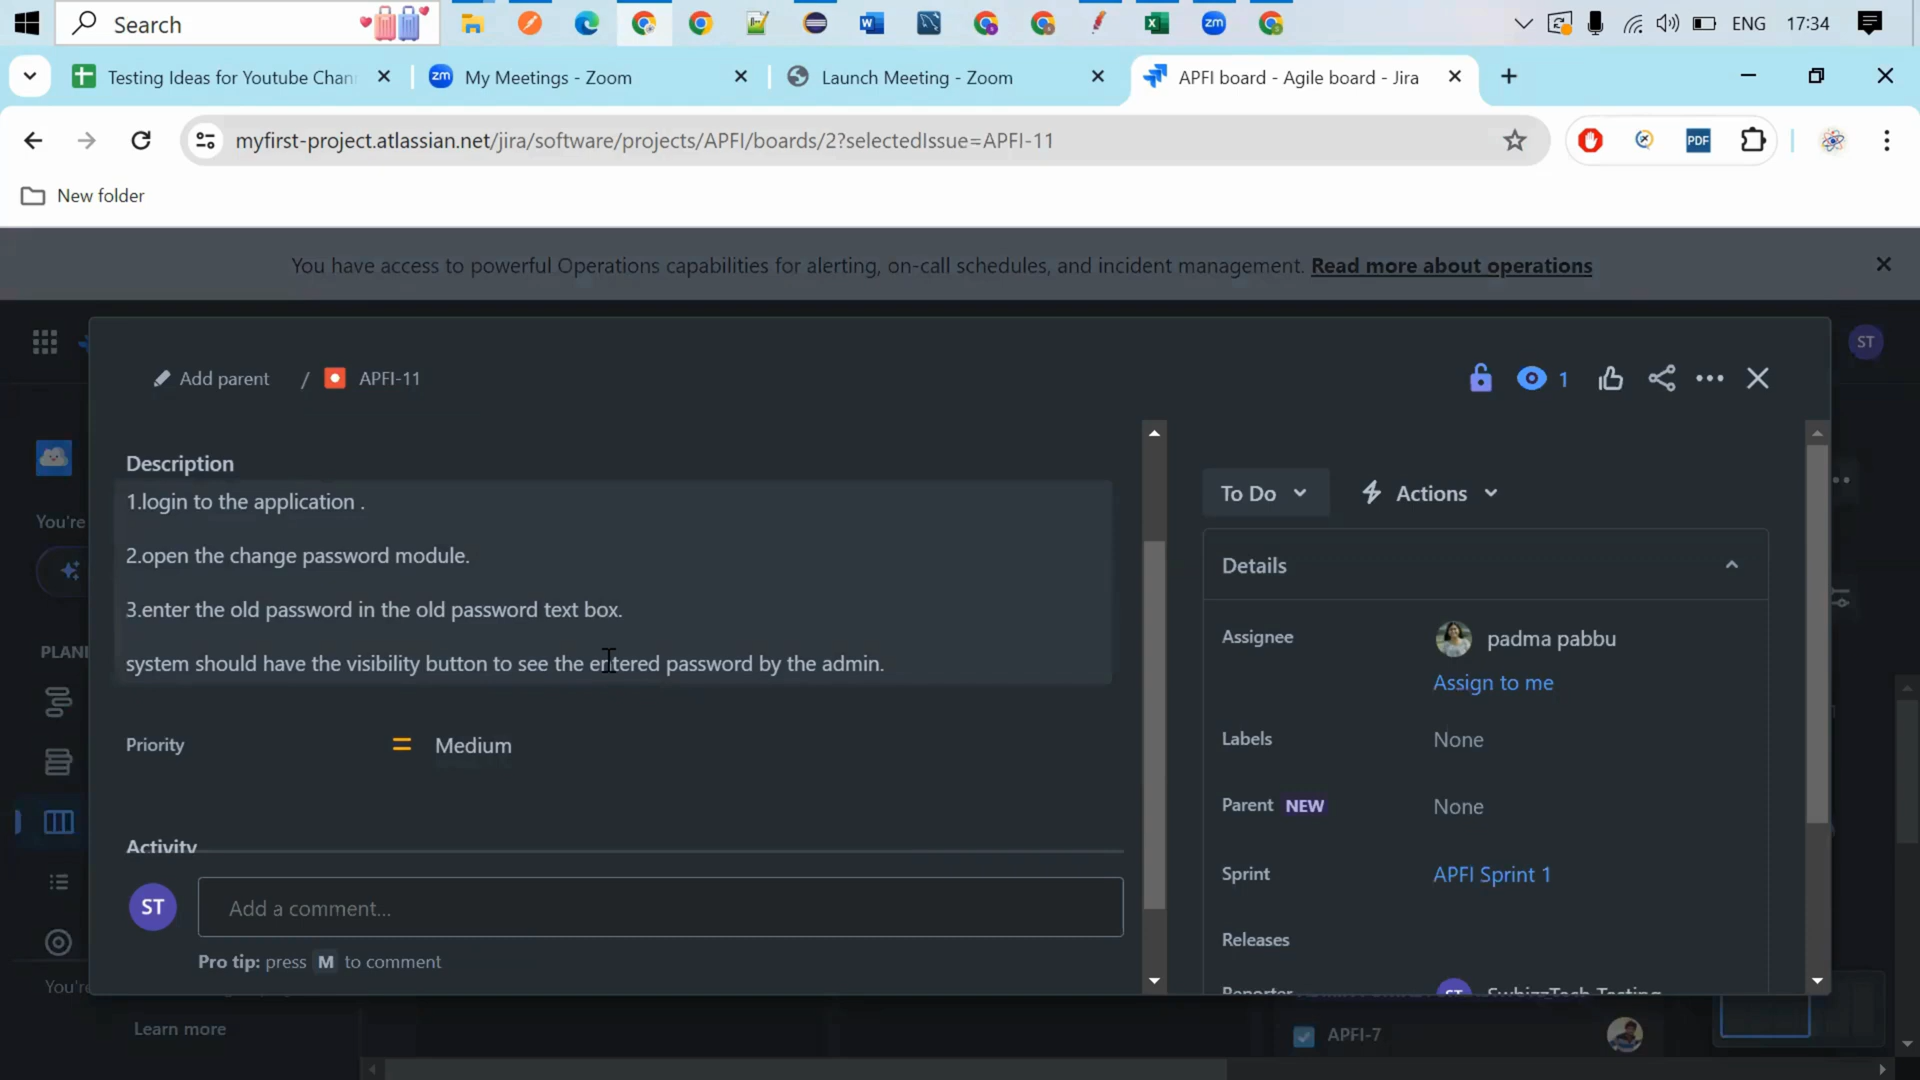 Search
ENG
17:34
Testing Ideas for Youtube Chan
zm My Meetings - Zoom
Launch Meeting - Zoom
APFI board - Agile board - Jira
myfirst-project.atlassian.net/jira/software/projects/APFI/boards/2?selectedIssue=APFI-11
PDF
New folder
You have access to powerful Operations capabilities for alerting, on-call schedules, and incident management. Read more about operations
Add parent / APFI-11
1
ST
Description
1.login to the application .
2.open the change password module.
3.enter the old password in the old password text box.
system should have the visibility button to see the entered password by the admin.
Priority
Medium
Activity
ST
Add a comment...
Pro tip: press M to comment
To Do
Actions
Details
Assignee
padma pabbu
Assign to me
Labels
None
Parent NEW
None
Sprint
APFI Sprint 1
Releases
Reporter
ST
SwbizzTech Testing
You're
PLANI
You're
Learn more
APFI-7